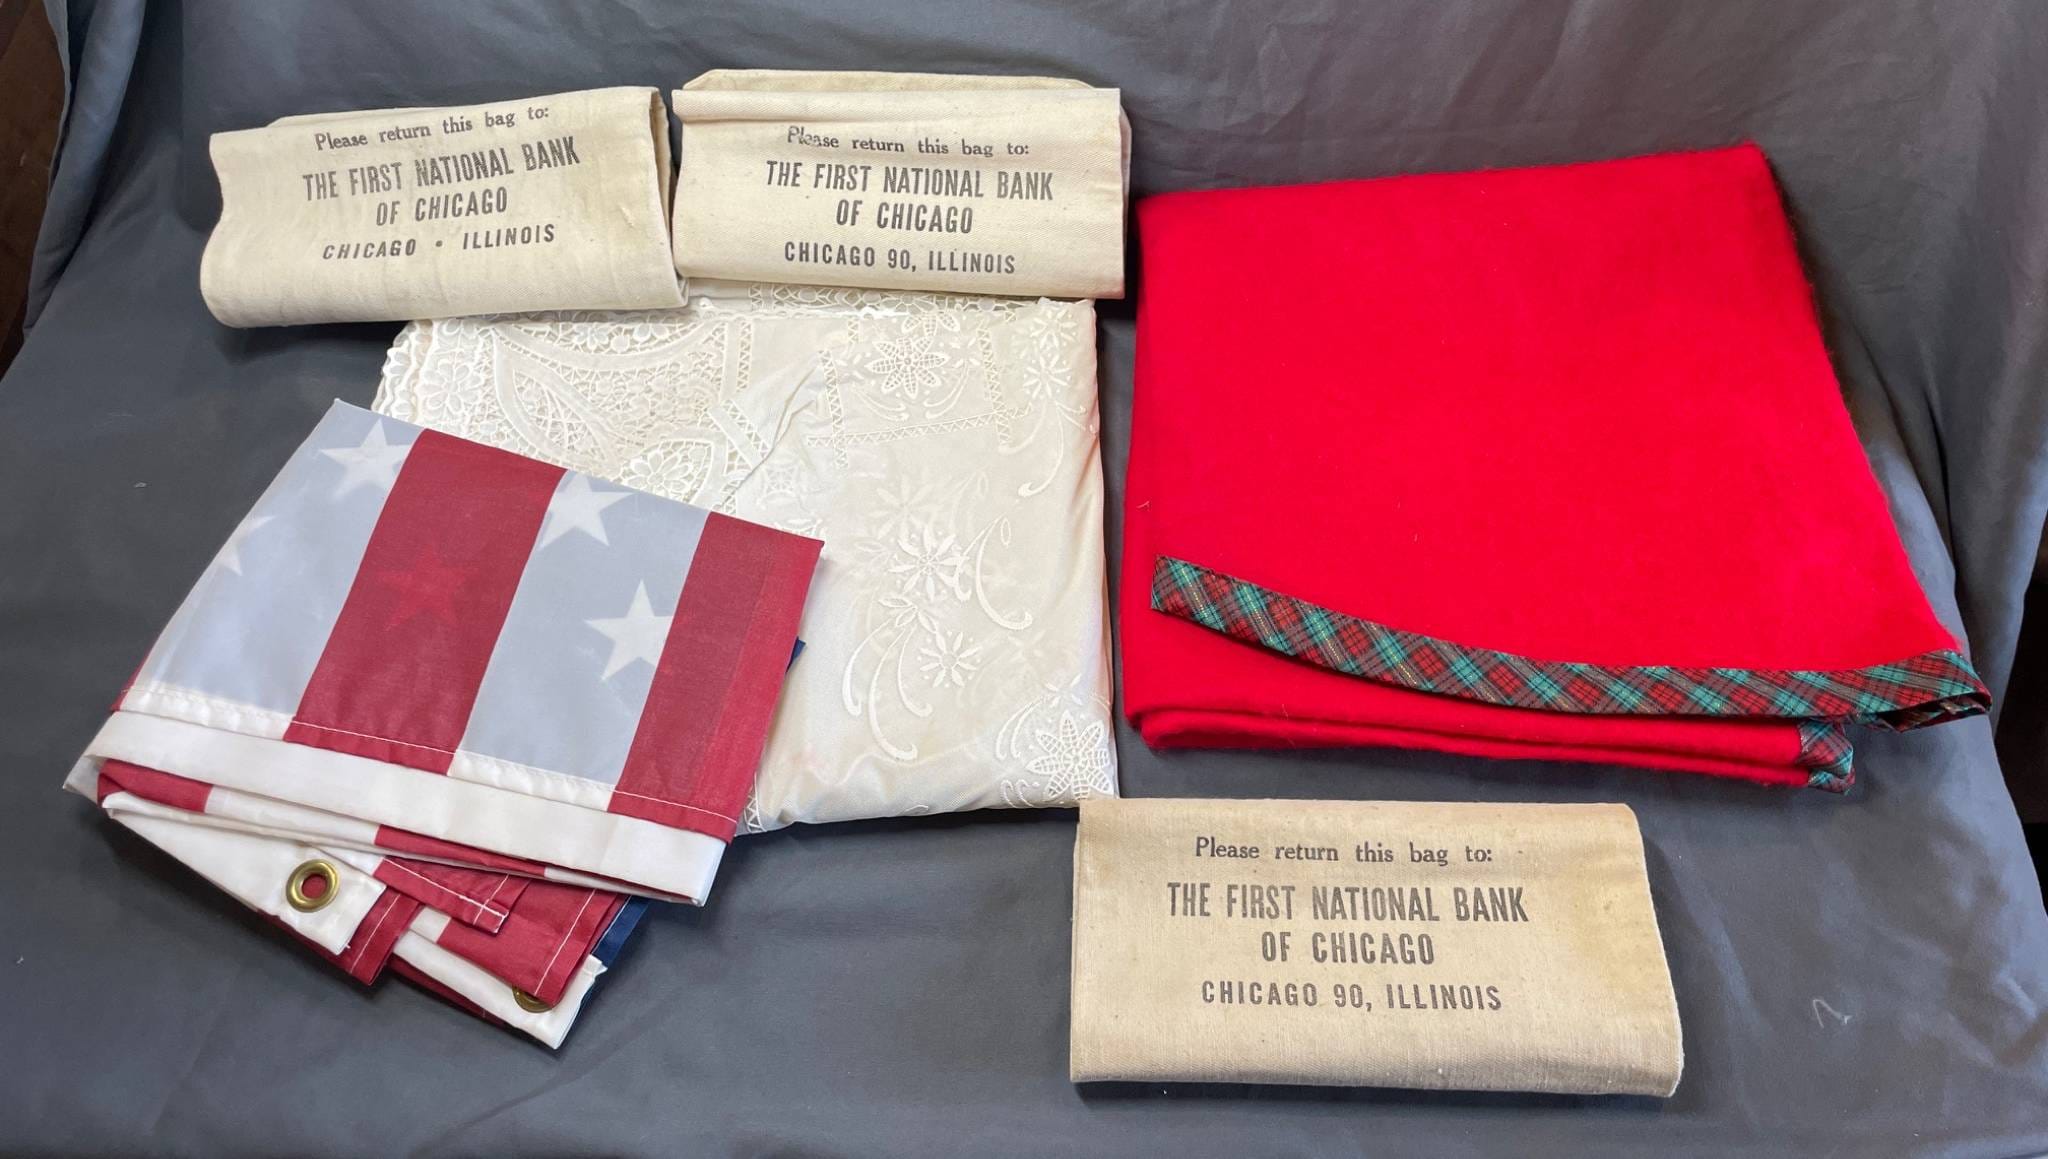 Please return this bag to:
THE FIRST NATIONAL BANK
OF CHICAGO
CHICAGO • ILLINOIS
Please return this bag to:
THE FIRST NATIONAL BANK
OF CHICAGO
CHICAGO 90, ILLINOIS
Please return this bag to:
THE FIRST NATIONAL BANK
OF CHICAGO
CHICAGO 90, ILLINOIS